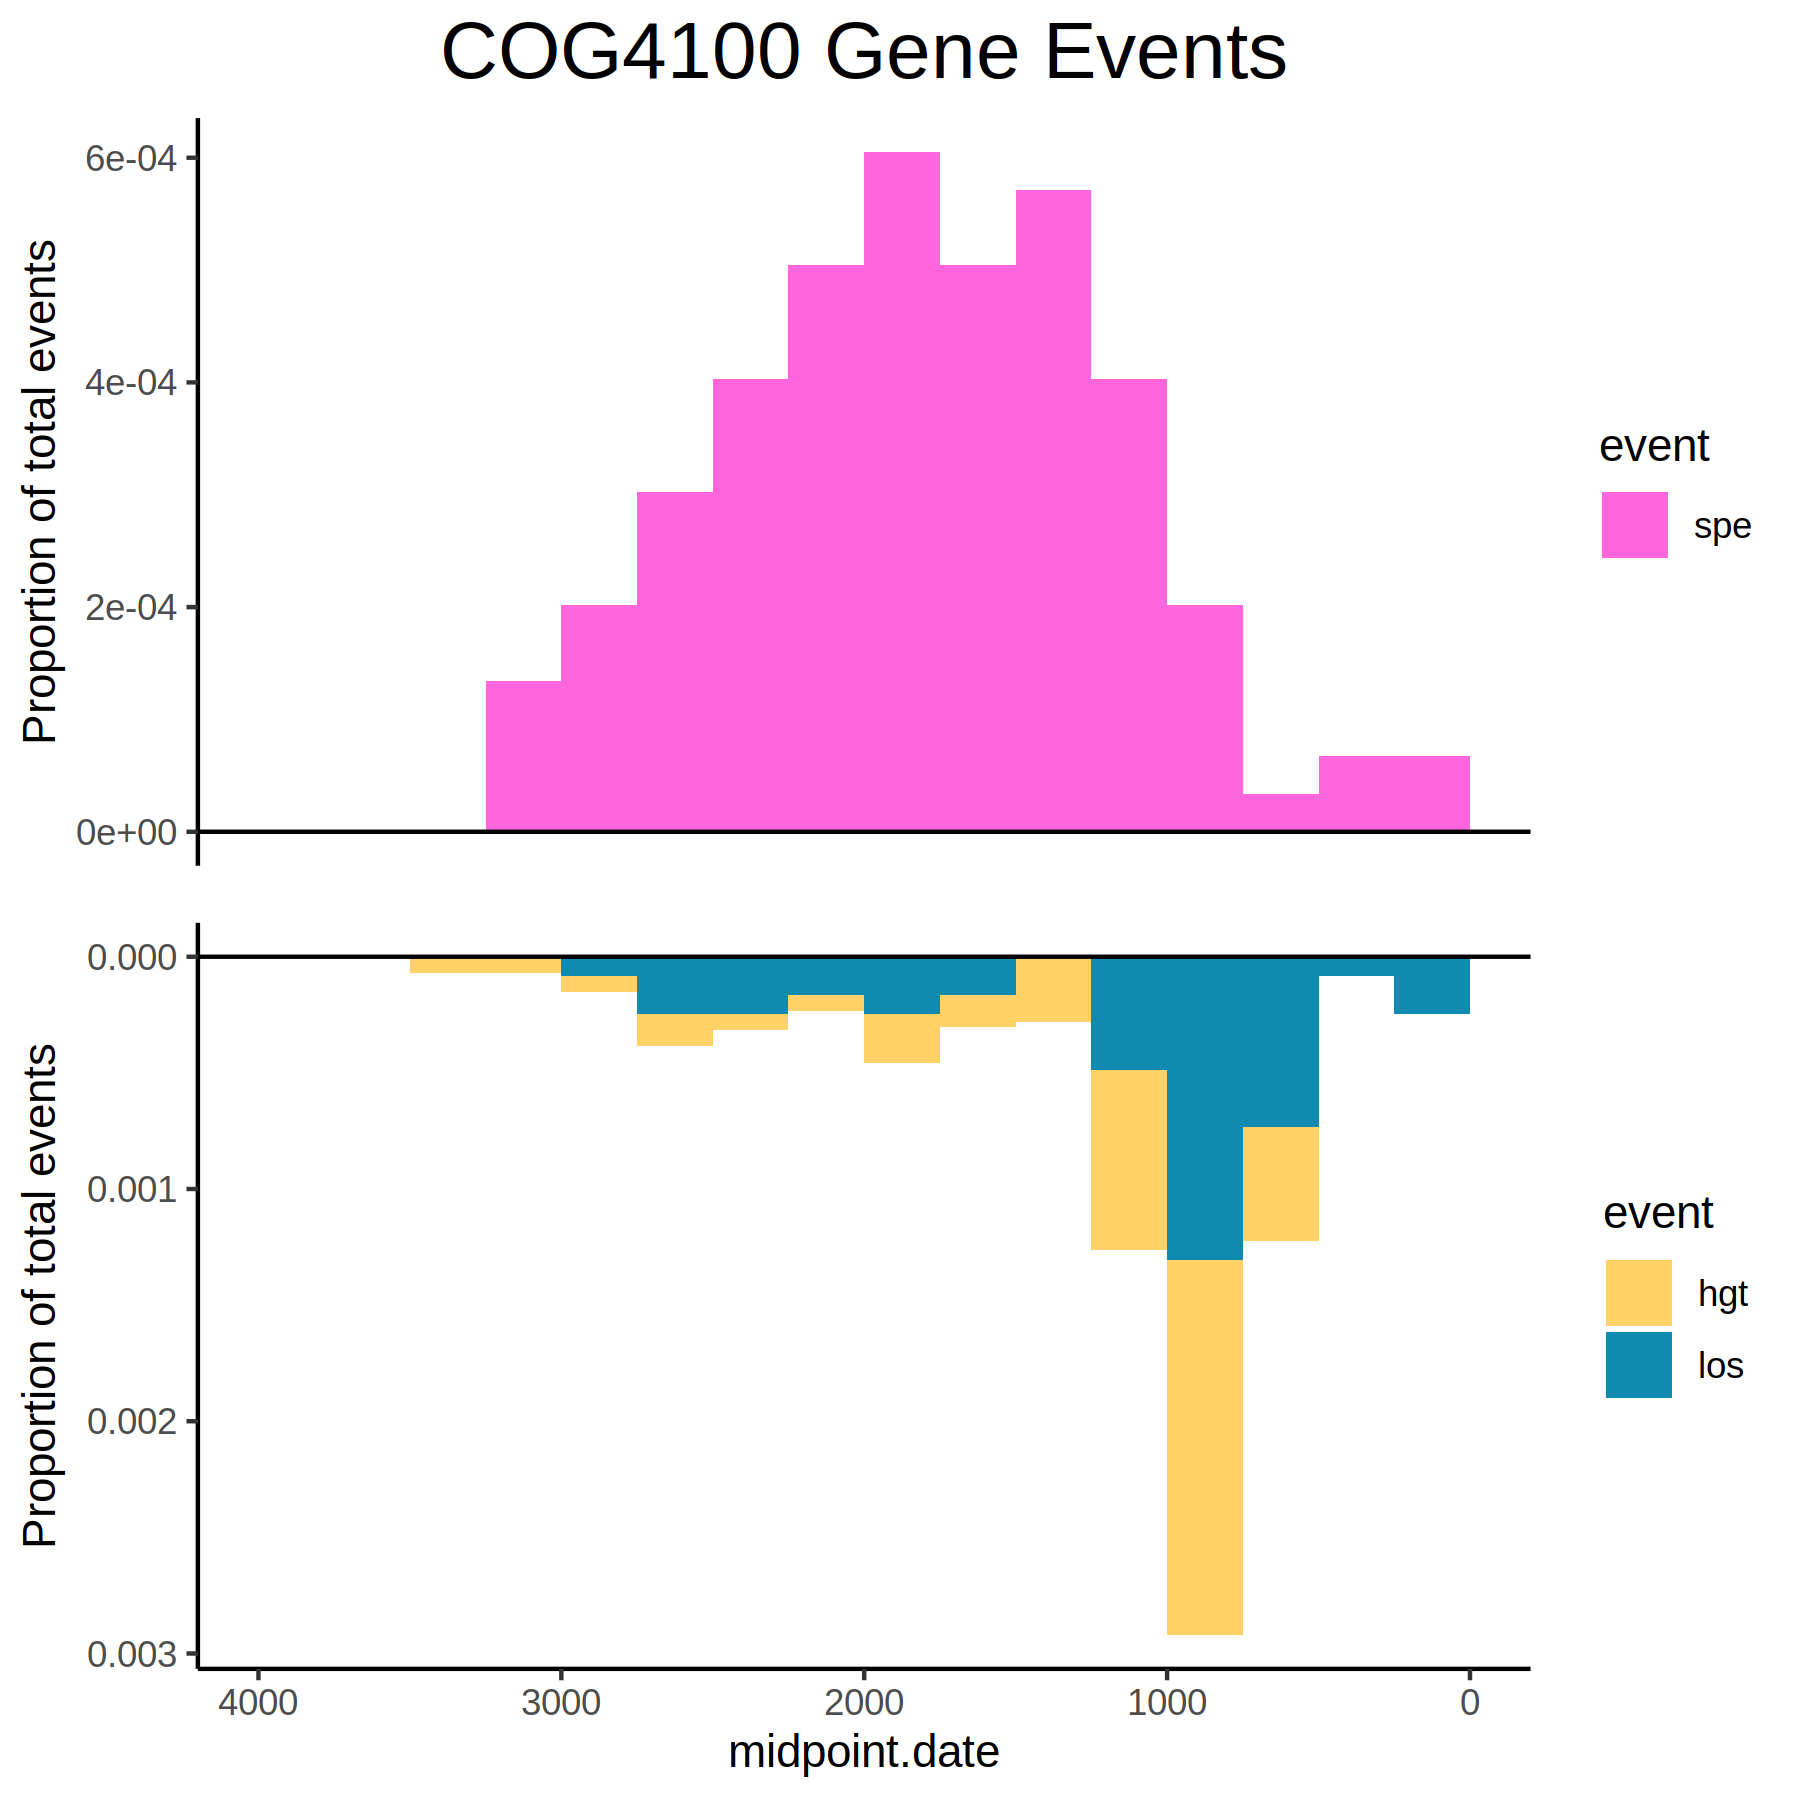 COG4100 Gene Events
Proportion of total events
6e-04
4e-04
2e-04
0e+00
event
spe
Proportion of total events
0.000
0.001
0.002
0.003
event
hgt
los
4000 3000 2000 1000 0
midpoint.date